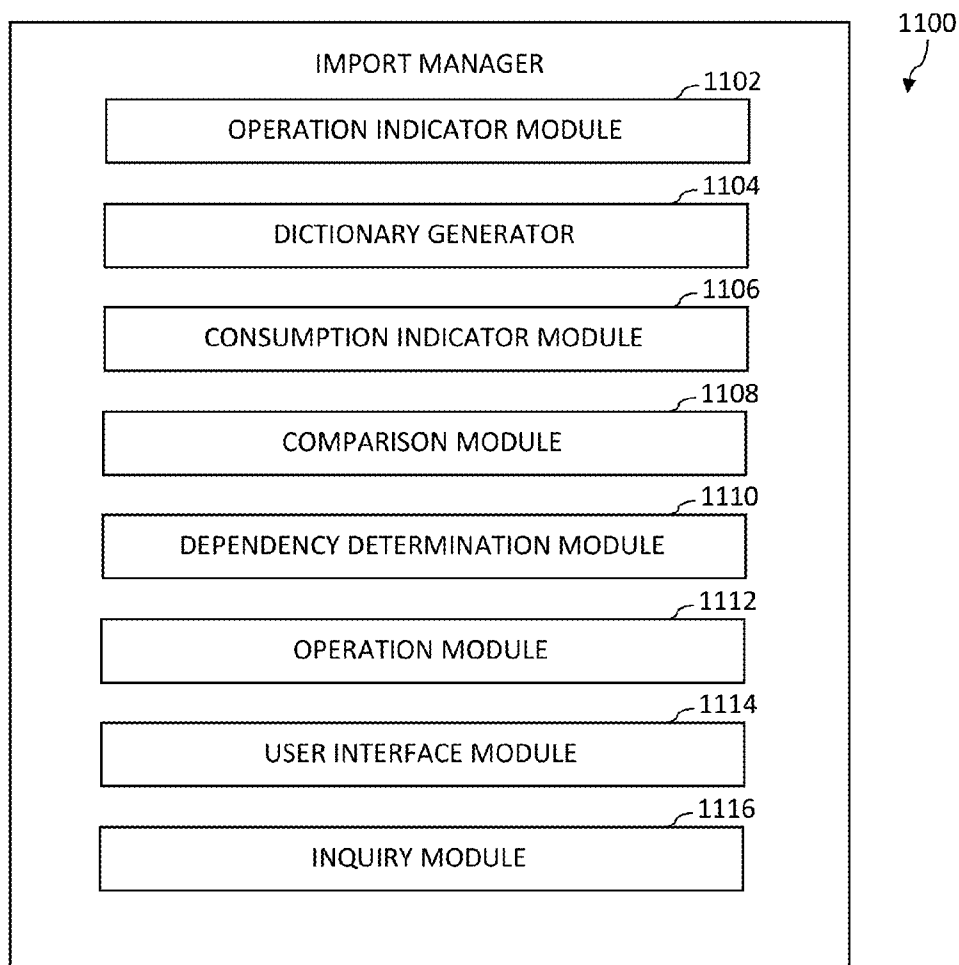 1100
IMPORT MANAGER
1102
OPERATION INDICATOR MODULE
1104
DICTIONARY GENERATOR
1106
CONSUMPTION INDICATOR MODULE
1108
COMPARISON MODULE
1110
DEPENDENCY DETERMINATION MODULE
1112
OPERATION MODULE
1114
USER INTERFACE MODULE
1116
INQUIRY MODULE